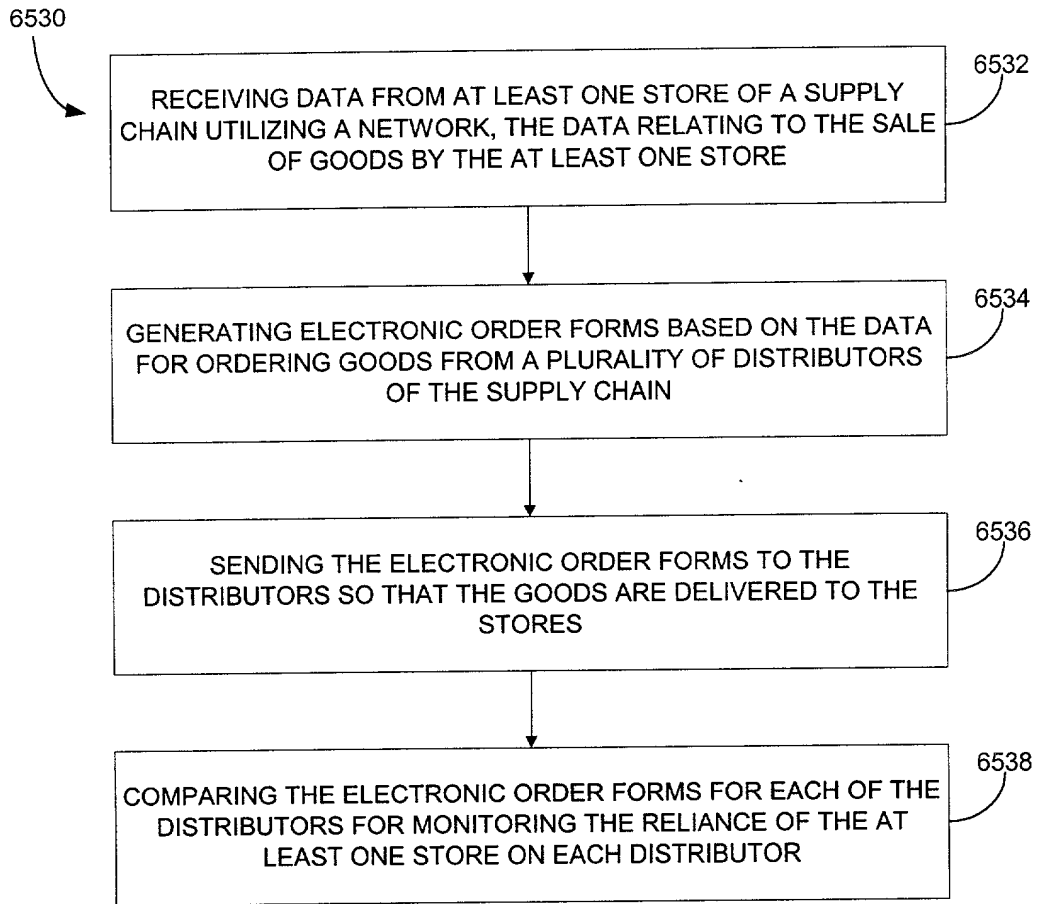 6530
6532
RECEIVING DATA FROM AT LEAST ONE STORE OF A SUPPLY
CHAIN UTILIZING A NETWORK, THE DATA RELATING TO THE SALE
OF GOODS BY THE AT LEAST ONE STORE
6534
GENERATING ELECTRONIC ORDER FORMS BASED ON THE DATA
FOR ORDERING GOODS FROM A PLURALITY OF DISTRIBUTORS
OF THE SUPPLY CHAIN
6536
SENDING THE ELECTRONIC ORDER FORMS TO THE
DISTRIBUTORS SO THAT THE GOODS ARE DELIVERED TO THE
STORES
6538
COMPARING THE ELECTRONIC ORDER FORMS FOR EACH OF THE
DISTRIBUTORS FOR MONITORING THE RELIANCE OF THE AT
LEAST ONE STORE ON EACH DISTRIBUTOR